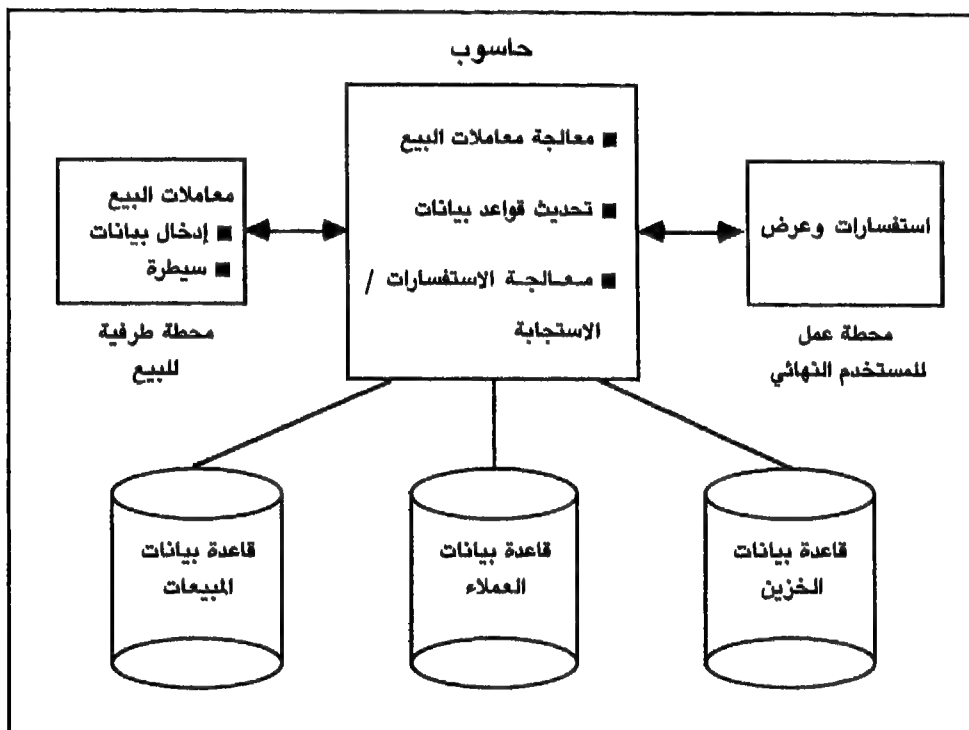 حاسوب
■ معالجة معاملات البيع
■ تحديث قواعد بيانات
■ معالجة الاستفسارات /
الاستجابة
معاملات البيع
■ إدخال بيانات
■ سيطرة
محطة طرفية
للبيع
استفسارات وعرض
محطة عمل
للمستخدم النهائي
قاعدة بيانات
المبيعات
قاعدة بيانات
العملاء
قاعدة بيانات
الخزين